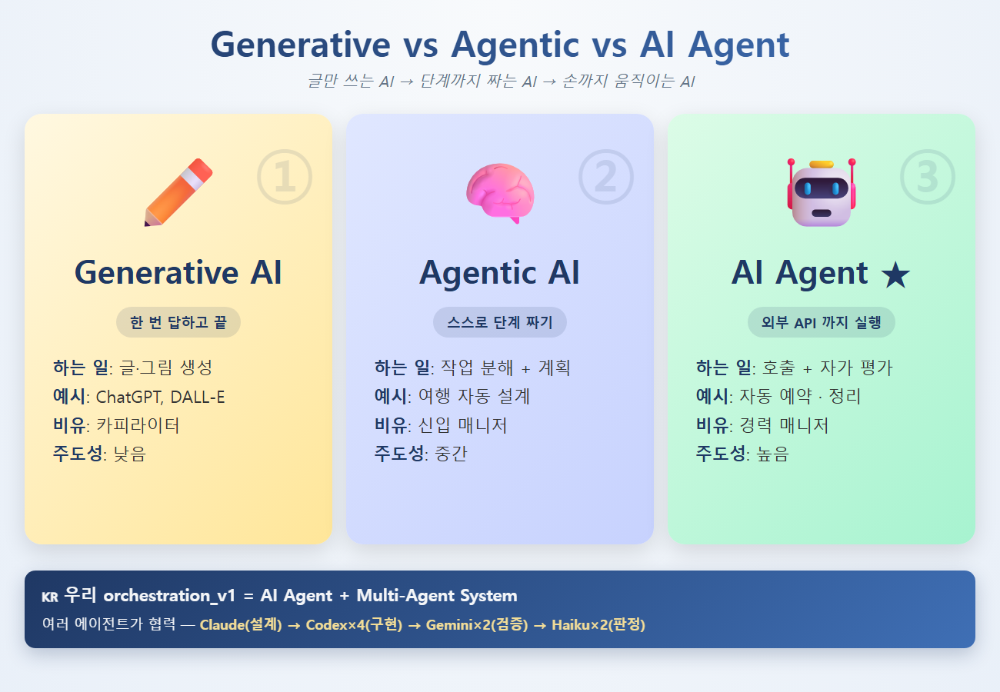 Generative vs Agentic vs AI Agent
글만 쓰는 AI → 단계까지 짜는 AI → 손까지 움직이는 AI
①
Generative AI
한 번 답하고 끝
하는 일: 글·그림 생성
예시: ChatGPT, DALL-E
비유: 카피라이터
주도성: 낮음
②
Agentic AI
스스로 단계 짜기
하는 일: 작업 분해 + 계획
예시: 여행 자동 설계
비유: 신입 매니저
주도성: 중간
③
AI Agent ★
외부 API 까지 실행
하는 일: 호출 + 자가 평가
예시: 자동 예약 · 정리
비유: 경력 매니저
주도성: 높음
KR 우리 orchestration_v1 = AI Agent + Multi-Agent System
여러 에이전트가 협력 — Claude(설계) → Codex×4(구현) → Gemini×2(검증) → Haiku×2(판정)